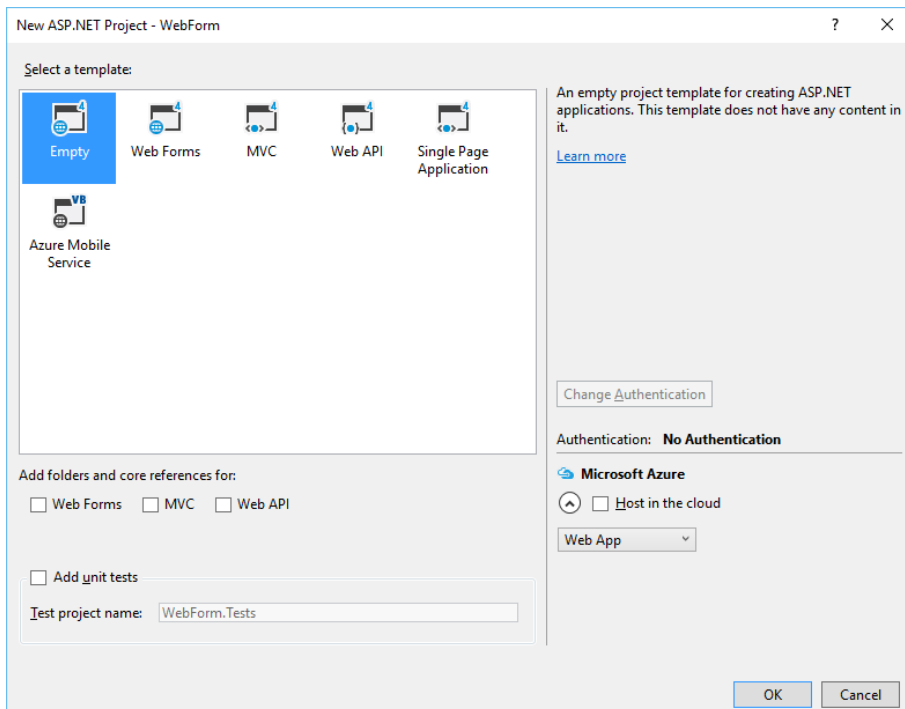 New ASP.NET Project - WebForm
? ×
Select a template:
4 4 4 4 4
Empty Web Forms MVC Web API Single Page
Application
VB
Azure Mobile
Service
An empty project template for creating ASP.NET
applications. This template does not have any content in
it.
Learn more
Change Authentication
Authentication: No Authentication
Microsoft Azure
Host in the cloud
Web App
Add folders and core references for:
Web Forms MVC Web API
Add unit tests
Test project name: WebForm.Tests
OK Cancel